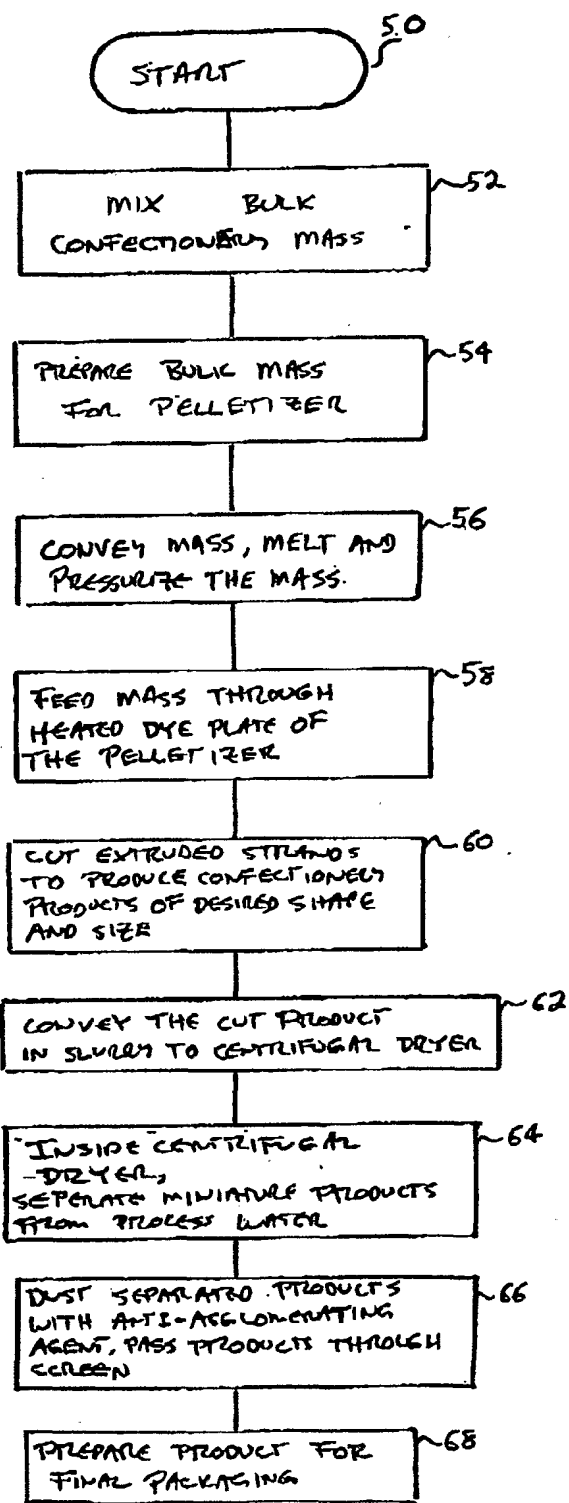 50
START
52
MIX BULK
CONFECTIONERY MASS
54
PREPARE BULK MASS
FOR PELLETIZER
56
CONVEY MASS, MELT AND
PRESSURIZE THE MASS.
58
FEED MASS THROUGH
HEATED DYE PLATE OF
THE PELLETIZER
60
CUT EXTRUDED STRANDS
TO PRODUCE CONFECTIONERY
PRODUCTS OF DESIRED SHAPE
AND SIZE
62
CONVEY THE CUT PRODUCT
IN SLURRY TO CENTRIFUGAL DRYER
64
INSIDE CENTRIFUGAL
DRYER,
SEPERATE MINIATURE PRODUCTS
FROM PROCESS WATER
66
DUST SEPARATED PRODUCTS
WITH ANTI-AGGLOMERATING
AGENT, PASS PRODUCTS THROUGH
SCREEN
68
PREPARE PRODUCT FOR
FINAL PACKAGING